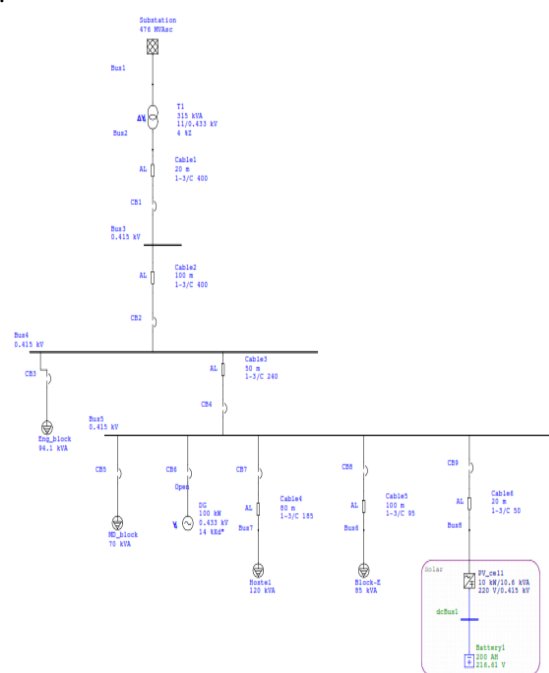 Substation
476 MVAsc
Bus1
T1
315 kVA
11/0.433 kV
4 %Z
Bus2
Cable1
AL
20 m
1-3/C 400
CB1
Bus3
0.415 kV
Cable2
AL
100 m
1-3/C 400
CB2
Bus4
0.415 kV
Cable3
AL
50 m
1-3/C 240
CB3
CB4
Eng_block
94.1 kVA
Bus5
0.415 kV
CB5
CB6
CB7
CB8
CB9
Open
DG
100 kW
0.433 kV
14 %Xd"
AL
Cable4
80 m
1-3/C 185
Bus7
AL
Cable5
100 m
1-3/C 95
Bus6
AL
Cable6
20 m
1-3/C 50
Bus8
MD_block
70 kVA
Hostel
120 kVA
Block-E
85 kVA
Solar
PV_cell
10 kW/10.6 kVA
220 V/0.415 kV
dcBus1
Battery1
200 AH
216.61 V